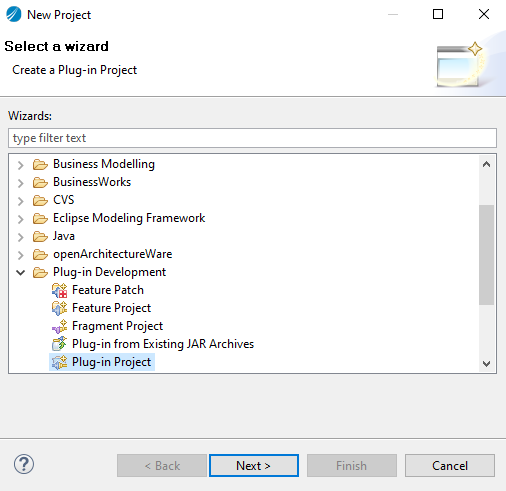 New Project
Select a wizard
Create a Plug-in Project
Wizards:
type filter text
Business Modelling
BusinessWorks
CVS
Eclipse Modeling Framework
Java
openArchitectureWare
Plug-in Development
Feature Patch
Feature Project
Fragment Project
Plug-in from Existing JAR Archives
Plug-in Project
?
< Back
Next >
Finish
Cancel